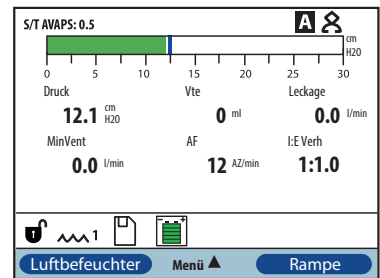 S/T AVAPS: 0.5 A
cm
H2O
0 5 10 15 20 25 30
Druck Vte Leckage
12.1 cm H2O 0 ml 0.0 l/min
MinVent AF I:E Verh
0.0 l/min 12 AZ/min 1:1.0
1 - +
Luftbefeuchter Menü ▲ Rampe